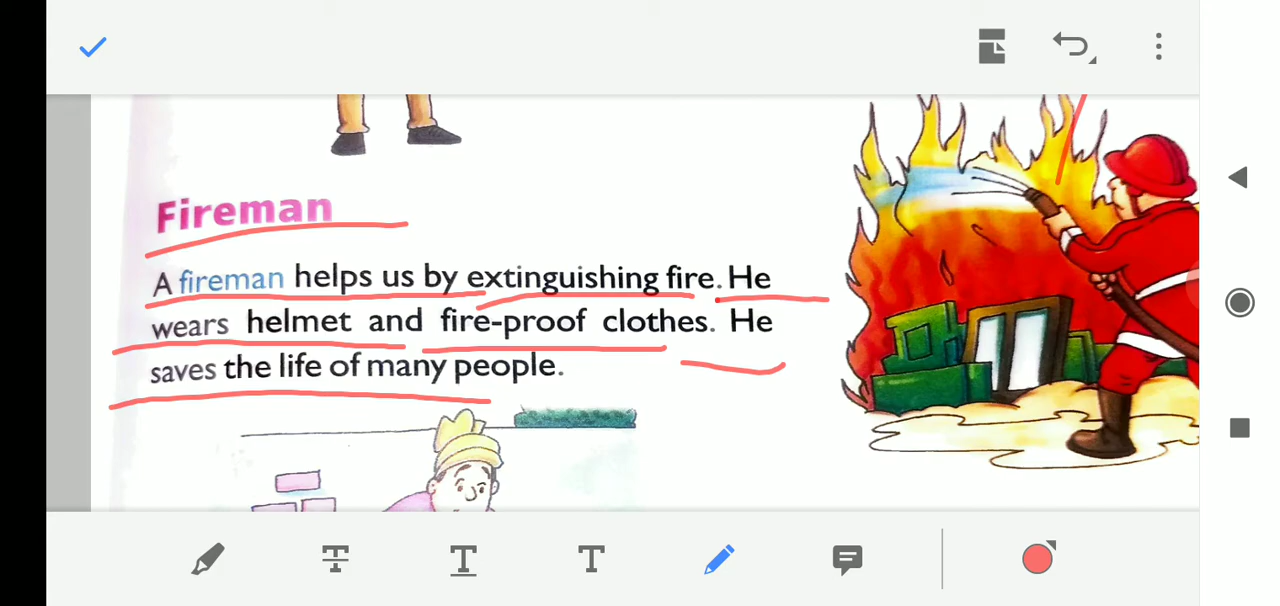 Fireman
A fireman helps us by extinguishing fire. He
wears helmet and fire-proof clothes. He
saves the life of many people.
T
T
T